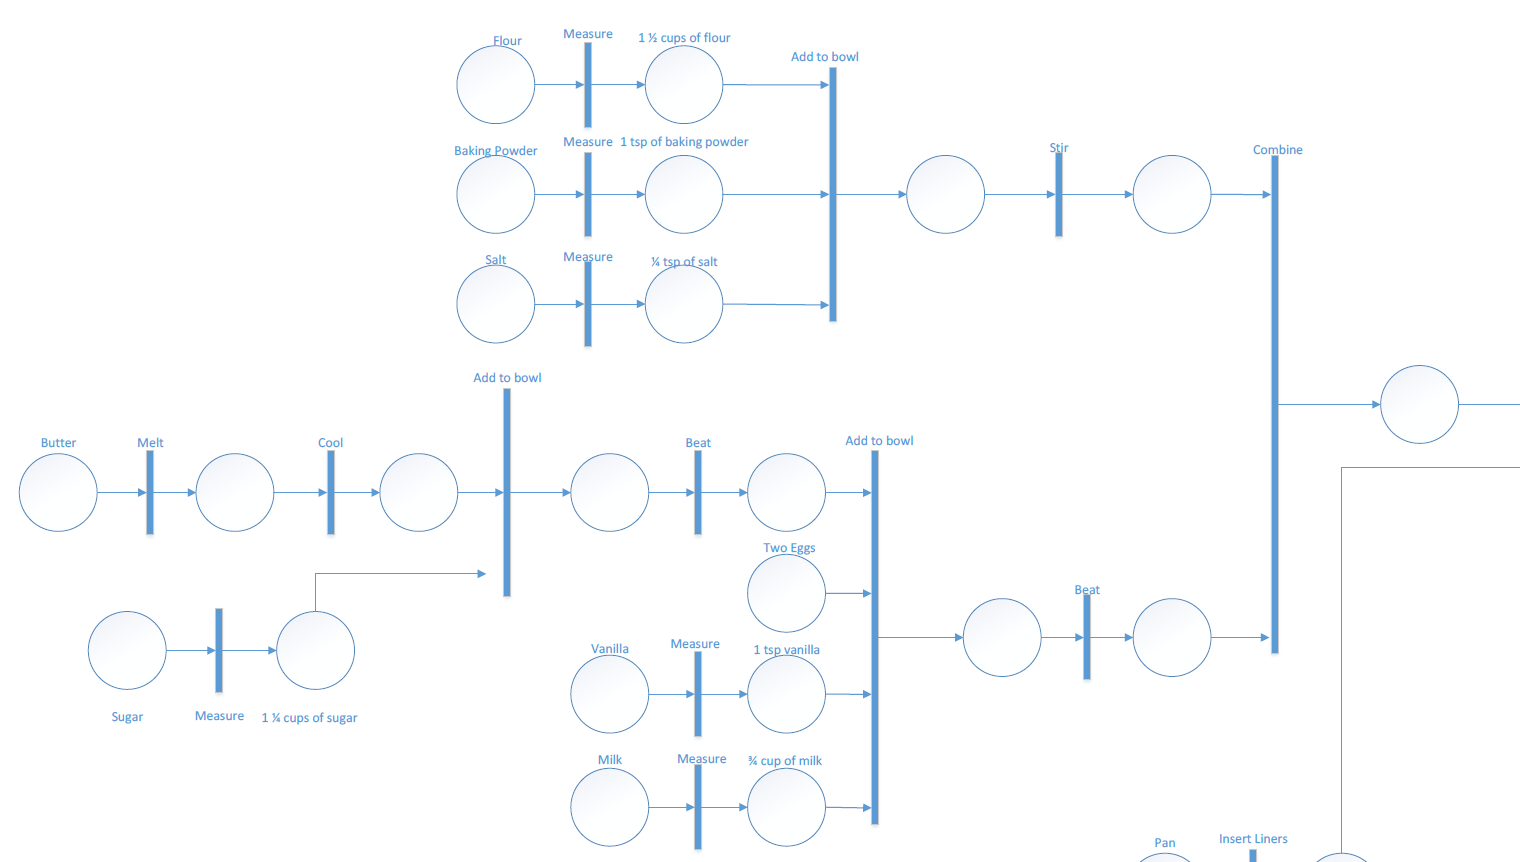 Flour
Measure
1 ½ cups of flour
Add to bowl
Baking Powder
Measure
1 tsp of baking powder
Stir
Combine
Salt
Measure
¼ tsp of salt
Add to bowl
Butter
Melt
Cool
Beat
Add to bowl
Two Eggs
Beat
Vanilla
Measure
1 tsp vanilla
Sugar
Measure
1 ¼ cups of sugar
Milk
Measure
¾ cup of milk
Pan
Insert Liners